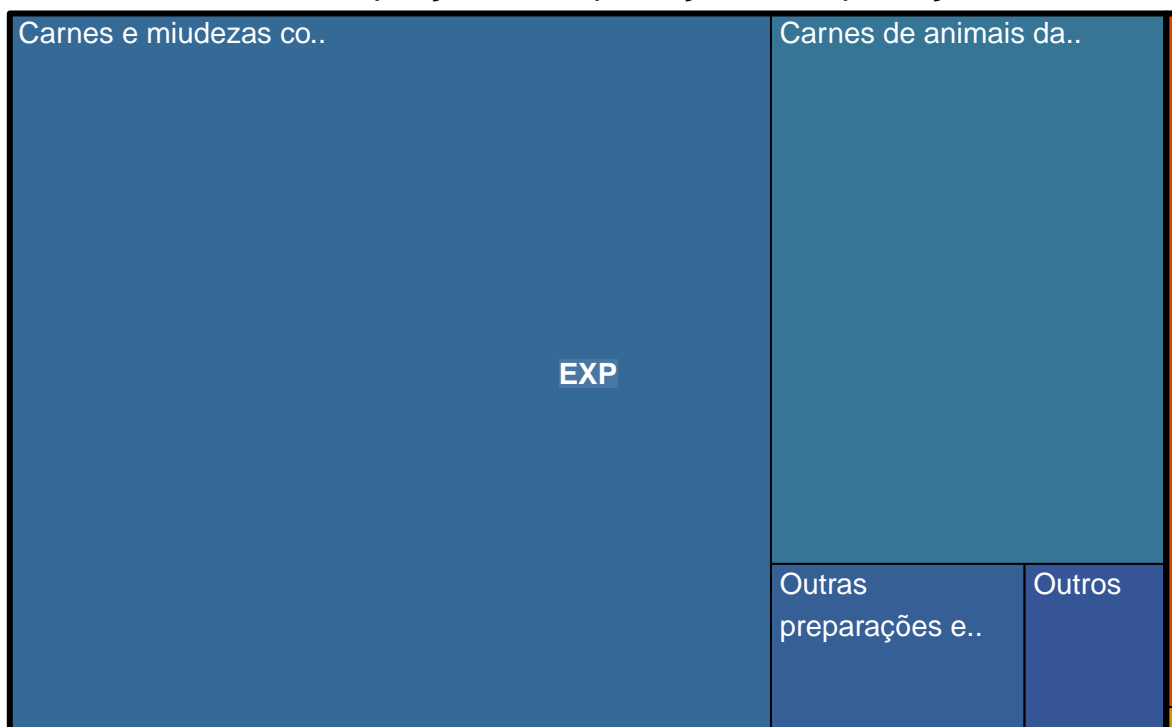 Carnes e miudezas co..
Carnes de animais da..
EXP
Outras
preparações e..
Outros